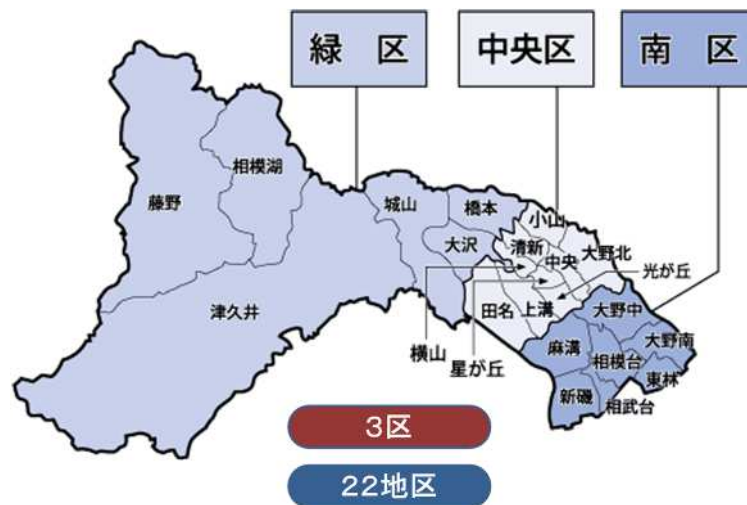 緑 区
中央区
南 区
相模湖
藤野
城山
橋本
小山
大沢
清新
中央
大野北
光が丘
津久井
田名
上溝
大野中
横山
星が丘
麻溝
大野南
相模台
東林
新磯
相武台
3区
22地区